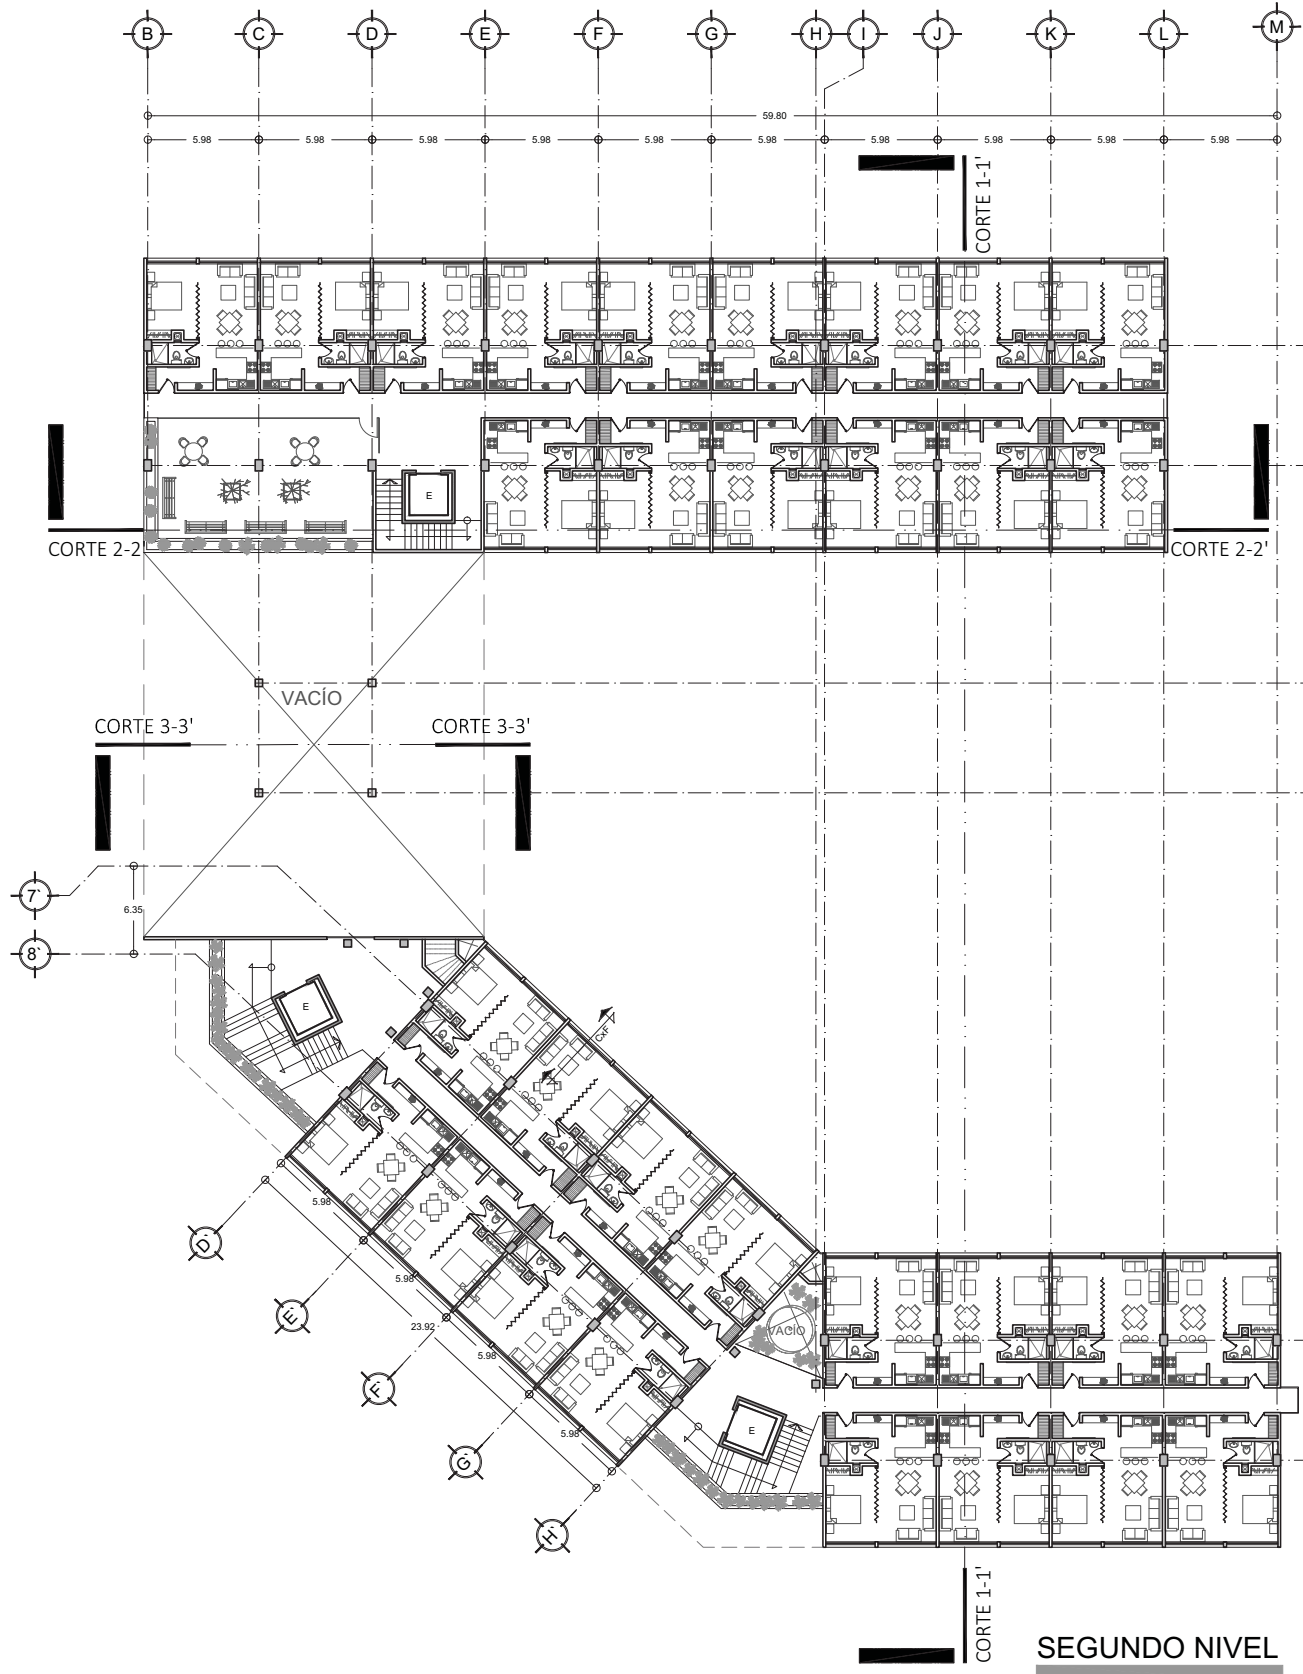 B C D E F G H I J K L M
59.80
5.98 5.98 5.98 5.98 5.98 5.98 5.98 5.98 5.98 5.98
CORTE 1-1'
E
CORTE 2-2'
CORTE 2-2'
VACÍO
CORTE 3-3'
CORTE 3-3'
7`
6.35
8`
E
CxF
5.98
D`
5.98
E`
23.92
VACÍO
5.98
F`
5.98
E
G`
H`
CORTE 1-1'
SEGUNDO NIVEL